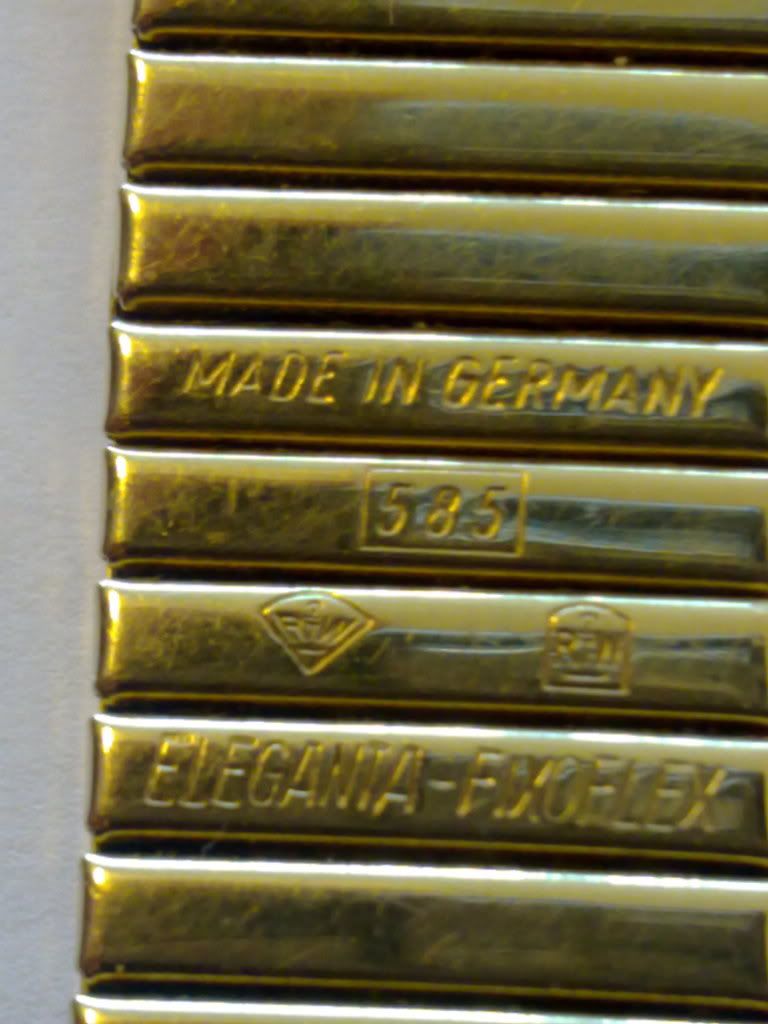 MADE IN GERMANY
585
R&W R&W
ELEGANTA-FIXOFLEX